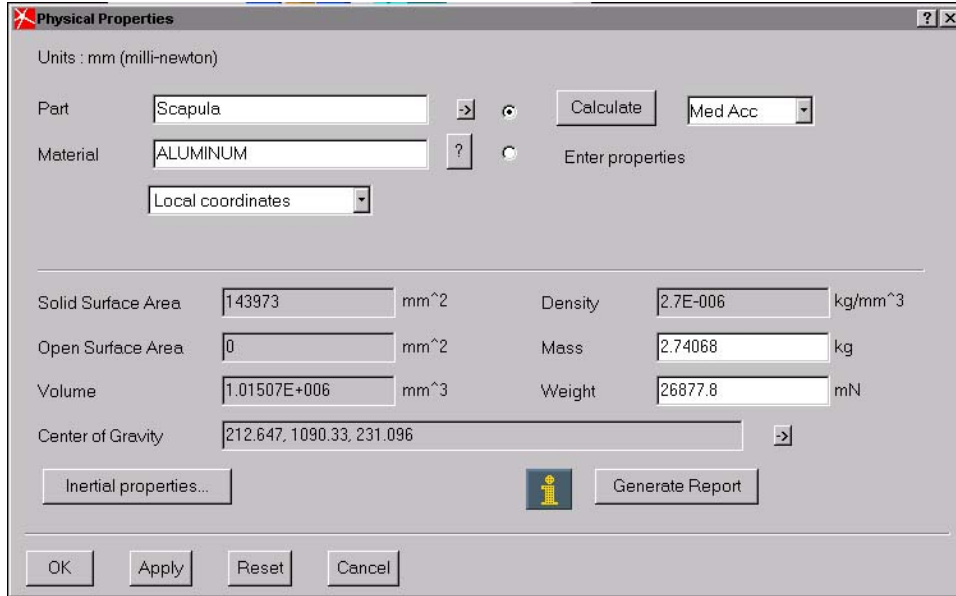 Physical Properties ? X
Units : mm (milli-newton)
Part Scapula -> Calculate Med Acc
Material ALUMINUM ? Enter properties
Local coordinates
Solid Surface Area 143973 mm^2 Density 2.7E-006 kg/mm^3
Open Surface Area 0 mm^2 Mass 2.74068 kg
Volume 1.01507E+006 mm^3 Weight 26877.8 mN
Center of Gravity 212.647, 1090.33, 231.096 ->
Inertial properties... i Generate Report
OK Apply Reset Cancel